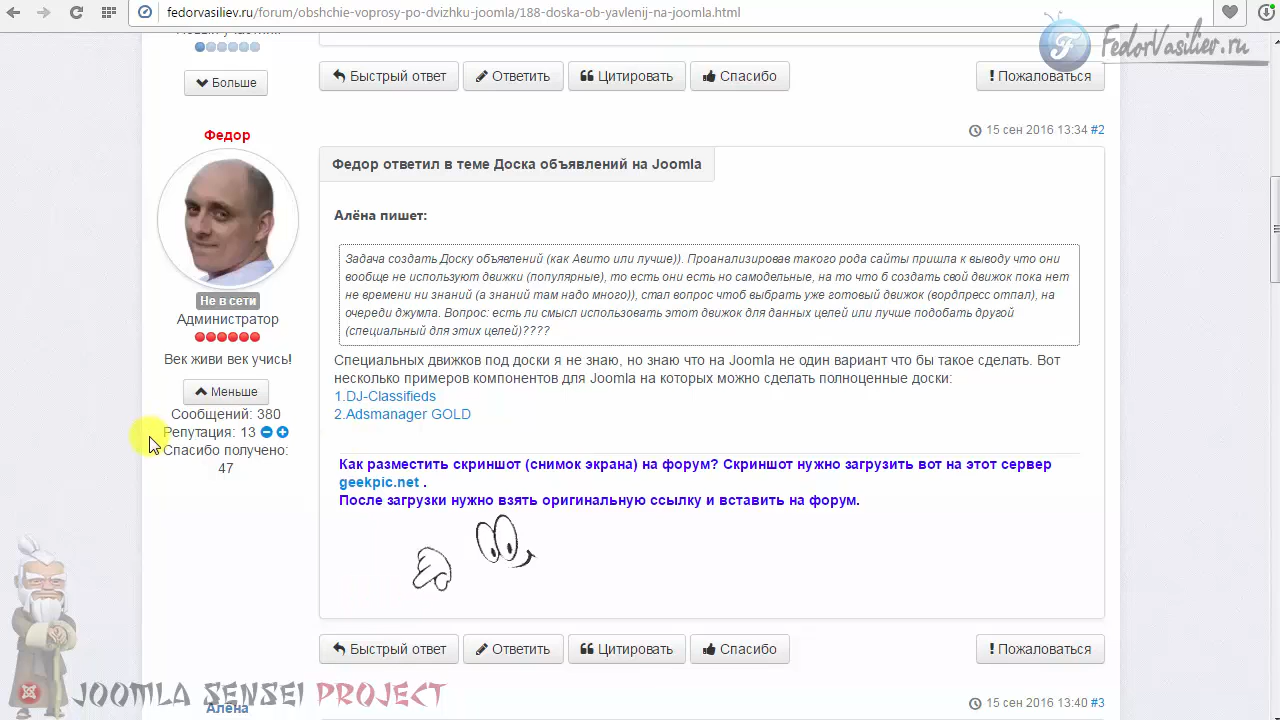 fedorvasiliev.ru/forum/obshchie-voprosy-po-dvizhku-joomla/188-doska-ob-yavlenij-na-joomla.html
FedorVasiliev.ru
Больше
Быстрый ответ
Ответить
Цитировать
Спасибо
Пожаловаться
Федор
15 сен 2016 13:34 #2
Федор ответил в теме Доска объявлений на Joomla
Алёна пишет:
Задача создать Доску объявлений (как Авито или лучше)). Проанализировав такого рода сайты пришла к выводу что они
вообще не используют движки (популярные), то есть они есть но самодельные, на то что б создать свой движок пока нет
не времени ни знаний (а знаний там надо много)), стал вопрос чтоб выбрать уже готовый движок (вордпресс отпал), на
очереди джумла. Вопрос: есть ли смысл использовать этот движок для данных целей или лучше подобать другой
(специальный для этих целей)????
Не в сети
Администратор
Век живи век учись!
Меньше
Сообщений: 380
Репутация: 13
Спасибо получено:
47
Специальных движков под доски я не знаю, но знаю что на Joomla не один вариант что бы такое сделать. Вот
несколько примеров компонентов для Joomla на которых можно сделать полноценные доски:
1.DJ-Classifieds
2.Adsmanager GOLD
Как разместить скриншот (снимок экрана) на форум? Скриншот нужно загрузить вот на этот сервер
geekpic.net .
После загрузки нужно взять оригинальную ссылку и вставить на форум.
Быстрый ответ
Ответить
Цитировать
Спасибо
Пожаловаться
JOOMLA SENSEI PROJECT
Алёна
15 сен 2016 13:40 #3